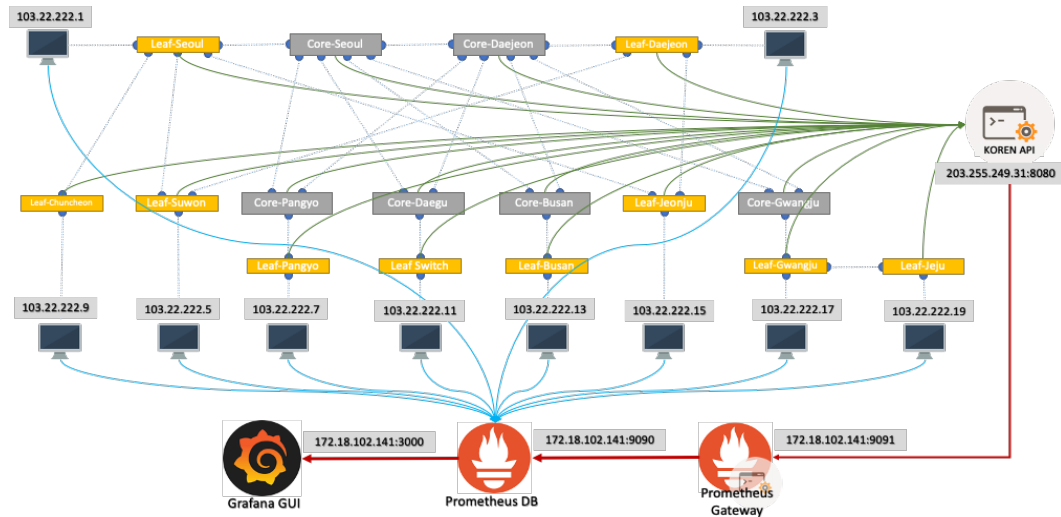 103.22.222.1
103.22.222.3
Leaf-Seoul
Core-Seoul
Core-Daejeon
Leaf-Daejeon
KOREN API
203.255.249.31:8080
Leaf-Chuncheon
Leaf-Suwon
Core-Pangyo
Core-Daegu
Core-Busan
Leaf-Jeonju
Core-Gwangju
Leaf-Pangyo
Leaf Switch
Leaf-Busan
Leaf-Gwangju
Leaf-Jeju
103.22.222.9
103.22.222.5
103.22.222.7
103.22.222.11
103.22.222.13
103.22.222.15
103.22.222.17
103.22.222.19
172.18.102.141:3000
172.18.102.141:9090
172.18.102.141:9091
Grafana GUI
Prometheus DB
Prometheus
Gateway